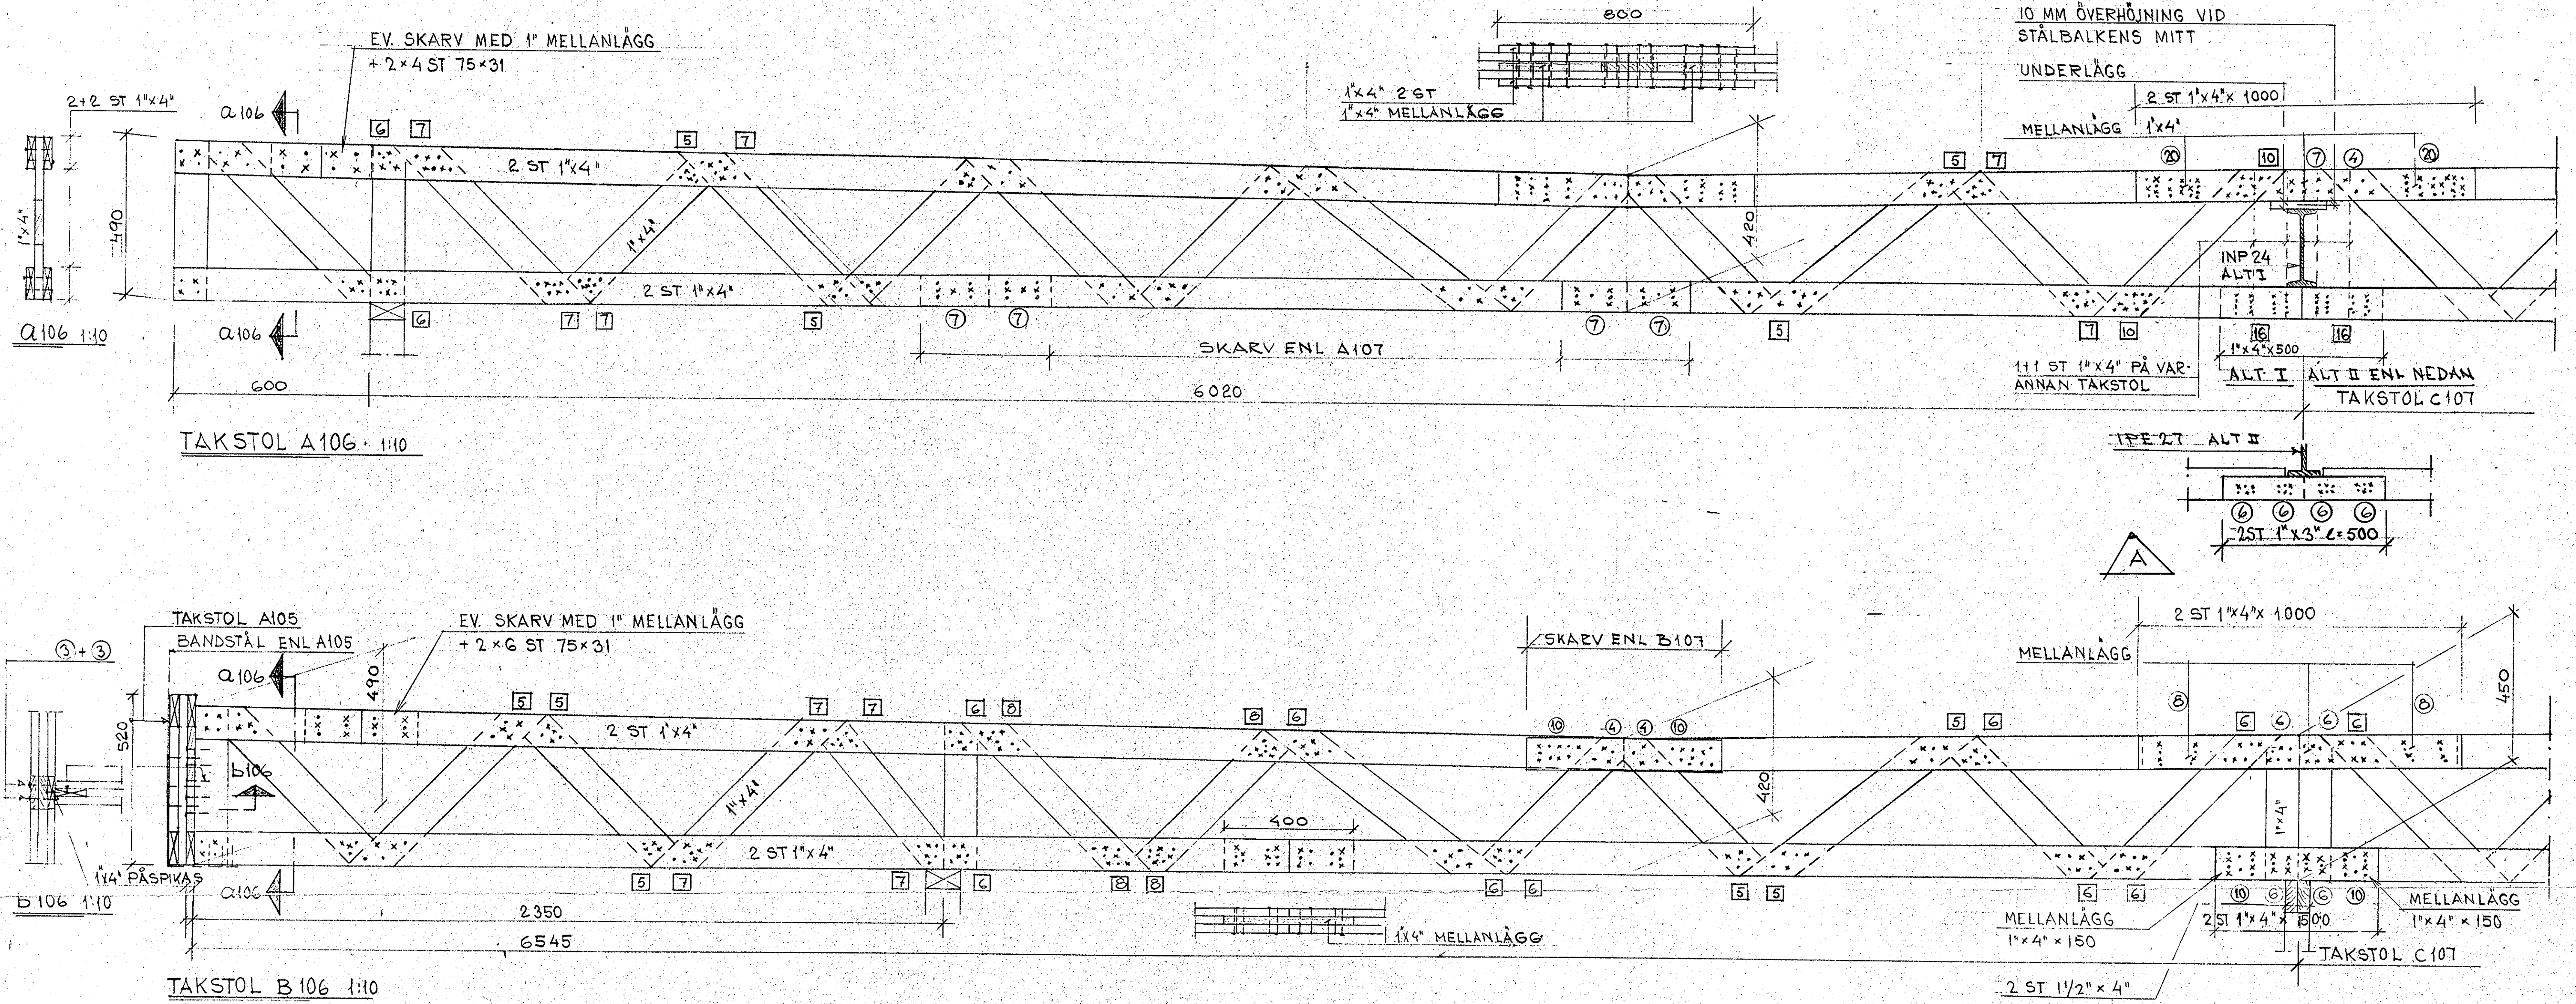 EV. SKARV MED 1" MELLANLÄGG
+ 2×4 ST 75×31
2+2 ST 1"×4"
a106
6 7
5 7
2 ST 1"×4"
1"×4"
490
1"×4"
2 ST 1"×4"
a106
6
7 7
5
7 7
a106 1:10
600
SKARV ENL A107
6020
TAKSTOL A106 1:10
800
1"×4" 2 ST
1"×4" MELLANLÄGG
420
7 7
5
5 7
10 MM ÖVERHÖJNING VID
STÅLBALKENS MITT
UNDERLÄGG
2 ST 1"×4"×1000
MELLANLÄGG 1"×4"
20 10 7 4 20
INP 24
ALT I
7 10
16 16
1"×4"×500
1+1 ST 1"×4" PÅ VAR-
ANNAN TAKSTOL
ALT I
ALT II ENL NEDAN
TAKSTOL C107
IPE 27 ALT II
6 6 6 6
2 ST 1"×3" l=500
A
TAKSTOL A105
BANDSTÅL ENL A105
EV. SKARV MED 1" MELLANLÄGG
+ 2×6 ST 75×31
3 + 3
a106
490
520
5 5
2 ST 1"×4"
7 7
6 8
8 6
SKARV ENL B107
10 4 4 10
420
5 6
2 ST 1"×4"×1000
MELLANLÄGG
8 6 6 6 6 8
450
b106
1"×4"
2 ST 1"×4"
400
1"×4"
1"×4" PÅSPIKAS
b106 1:10
a106
5 7
7 6
8 8
6 6
5 5
6 6
10 6 6 10
2350
6545
1"×4" MELLANLÄGG
MELLANLÄGG
1"×4"×150
2 ST 1"×4"×500
MELLANLÄGG
1"×4"×150
TAKSTOL C107
2 ST 1 1/2"×4"
TAKSTOL B106 1:10